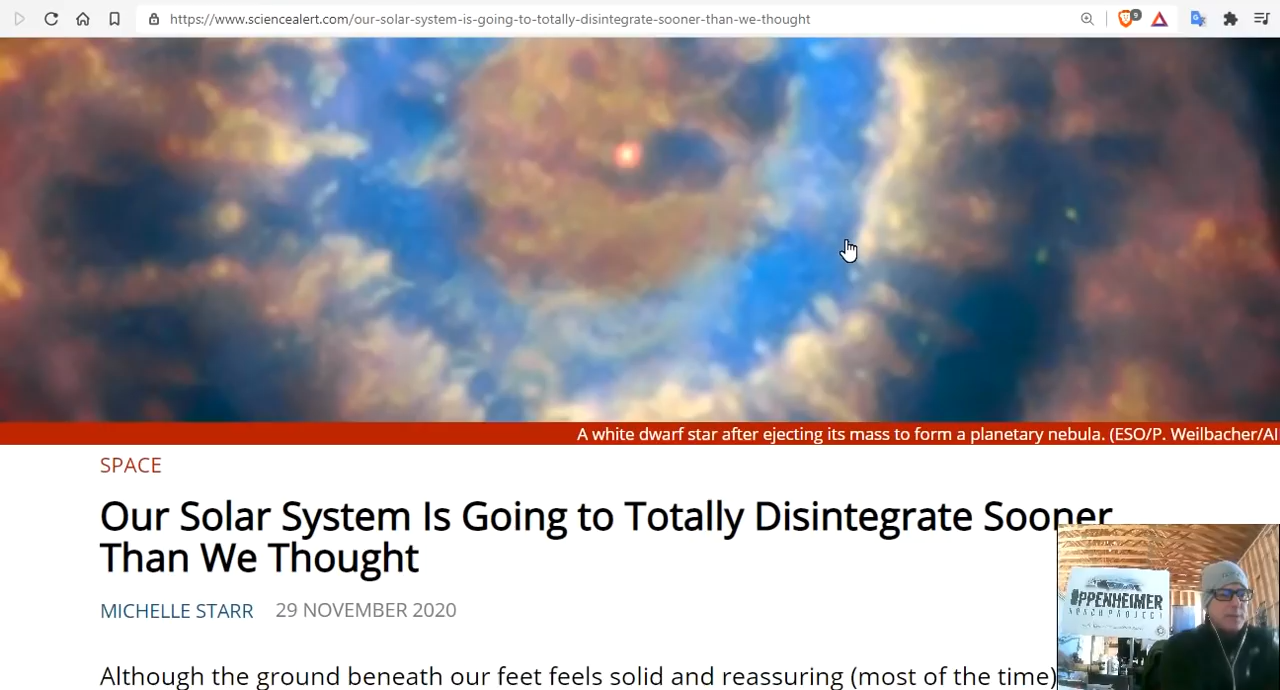 https://www.sciencealert.com/our-solar-system-is-going-to-totally-disintegrate-sooner-than-we-thought
9
A white dwarf star after ejecting its mass to form a planetary nebula. (ESO/P. Weilbacher/AI
SPACE
Our Solar System Is Going to Totally Disintegrate Sooner
Than We Thought
MICHELLE STARR 29 NOVEMBER 2020
PPENHEIMER
Although the ground beneath our feet feels solid and reassuring (most of the time)